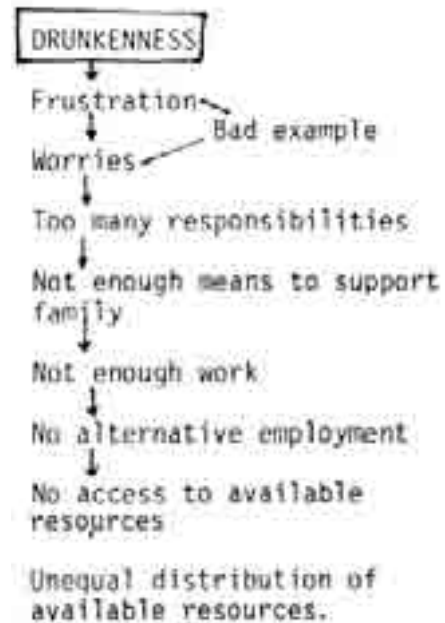 DRUNKENNESS
Frustration
Bad example
Worries
Too many responsibilities
Not enough means to support
family
Not enough work
No alternative employment
No access to available
resources
Unequal distribution of
available resources.